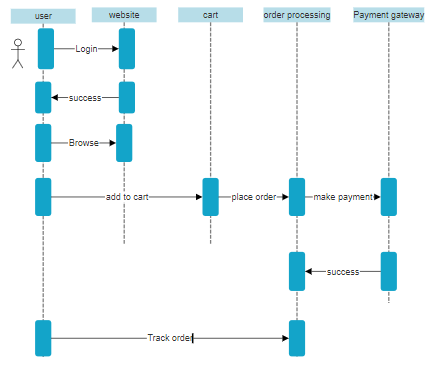 user
website
cart
order processing
Payment gateway
Login
success
Browse
add to cart
place order
make payment
success
Track order